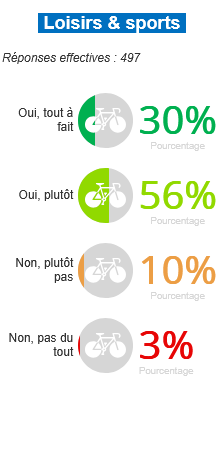 Loisirs & sports
Réponses effectives : 497
Oui, tout à
fait
30%
Pourcentage
Oui, plutôt
56%
Pourcentage
Non, plutôt
pas
10%
Pourcentage
Non, pas du
tout
3%
Pourcentage